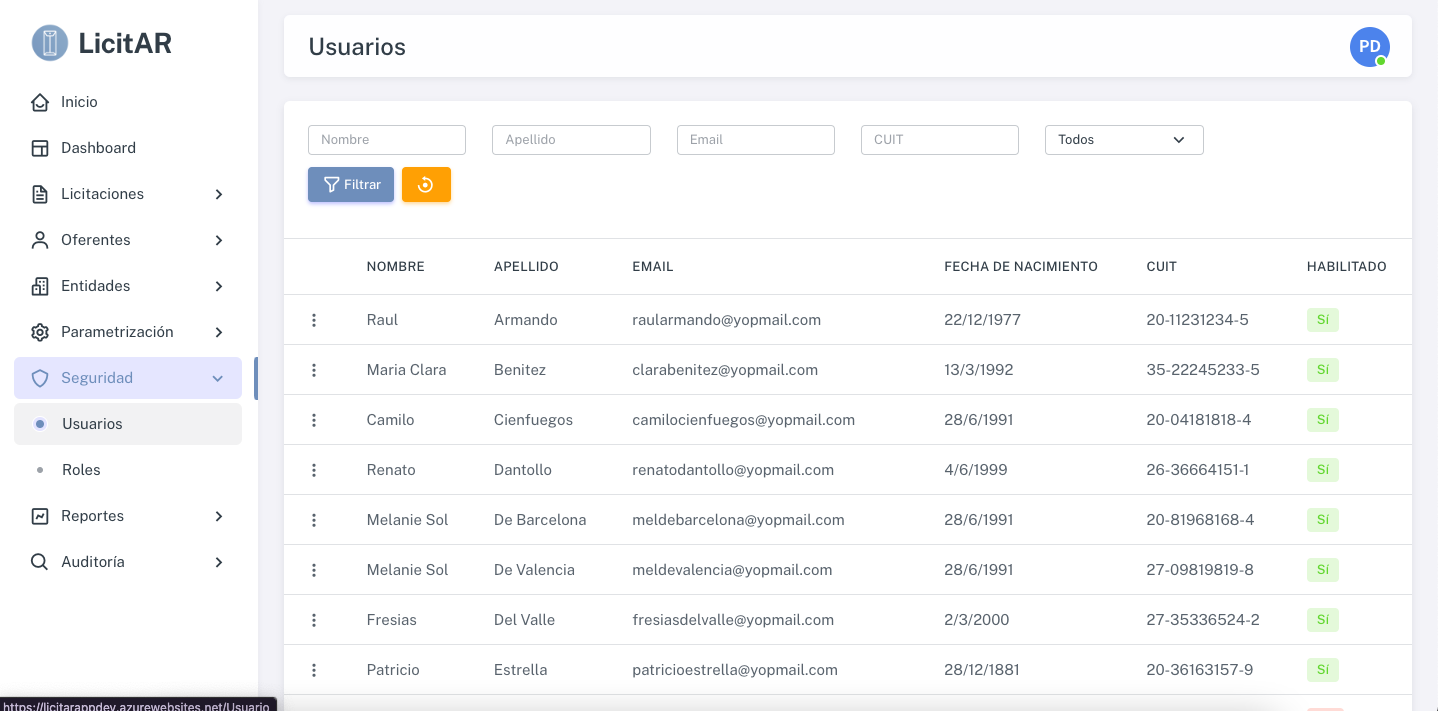 LicitAR
Inicio
Dashboard
Licitaciones
Oferentes
Entidades
Parametrización
Seguridad
Usuarios
Roles
Reportes
Auditoría
https://licitarappdev.azurewebsites.net/Usuario
Usuarios
PD
Nombre Apellido Email CUIT Todos
Filtrar
NOMBRE APELLIDO EMAIL FECHA DE NACIMIENTO CUIT HABILITADO
Raul Armando raularmando@yopmail.com 22/12/1977 20-11231234-5 Sí
Maria Clara Benitez clarabenitez@yopmail.com 13/3/1992 35-22245233-5 Sí
Camilo Cienfuegos camilocienfuegos@yopmail.com 28/6/1991 20-04181818-4 Sí
Renato Dantollo renatodantollo@yopmail.com 4/6/1999 26-36664151-1 Sí
Melanie Sol De Barcelona meldebarcelona@yopmail.com 28/6/1991 20-81968168-4 Sí
Melanie Sol De Valencia meldevalencia@yopmail.com 28/6/1991 27-09819819-8 Sí
Fresias Del Valle fresiasdelvalle@yopmail.com 2/3/2000 27-35336524-2 Sí
Patricio Estrella patricioestrella@yopmail.com 28/12/1881 20-36163157-9 Sí